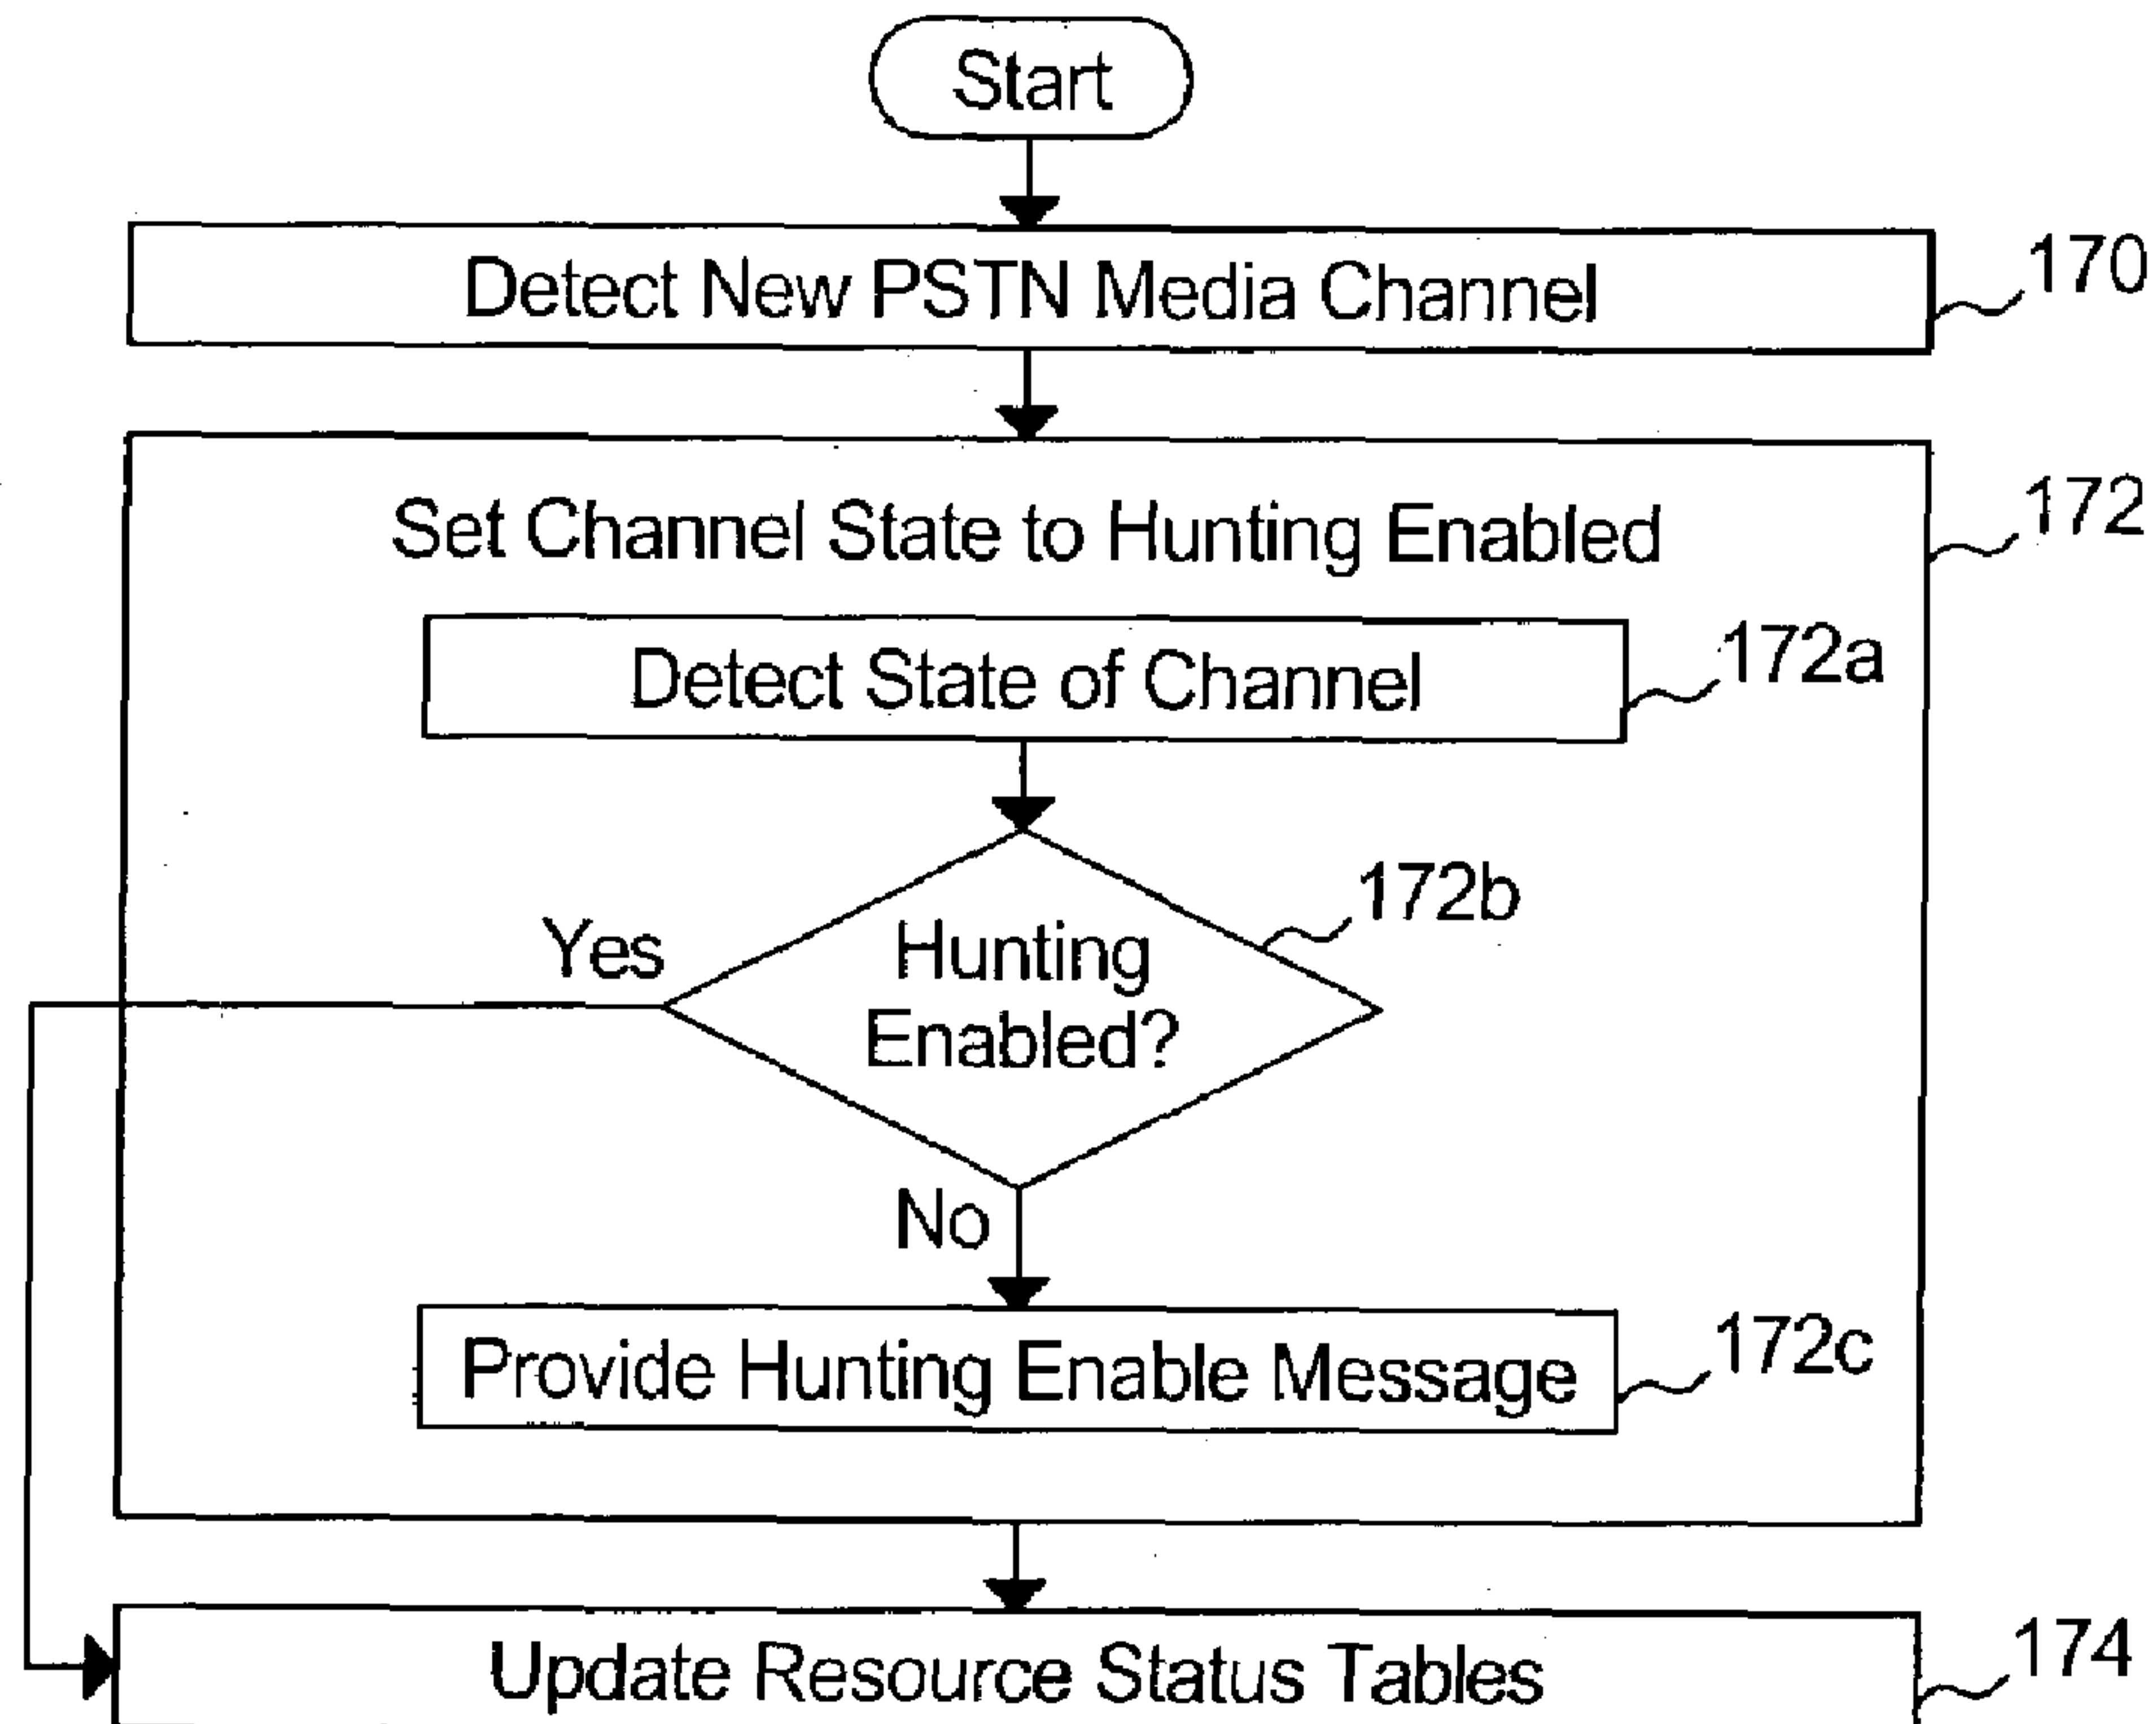 Start
Detect New PSTN Media Channel
170
Set Channel State to Hunting Enabled
172
Detect State of Channel
172a
Hunting
Enabled?
172b
Yes
No
Provide Hunting Enable Message
172c
Update Resource Status Tables
174